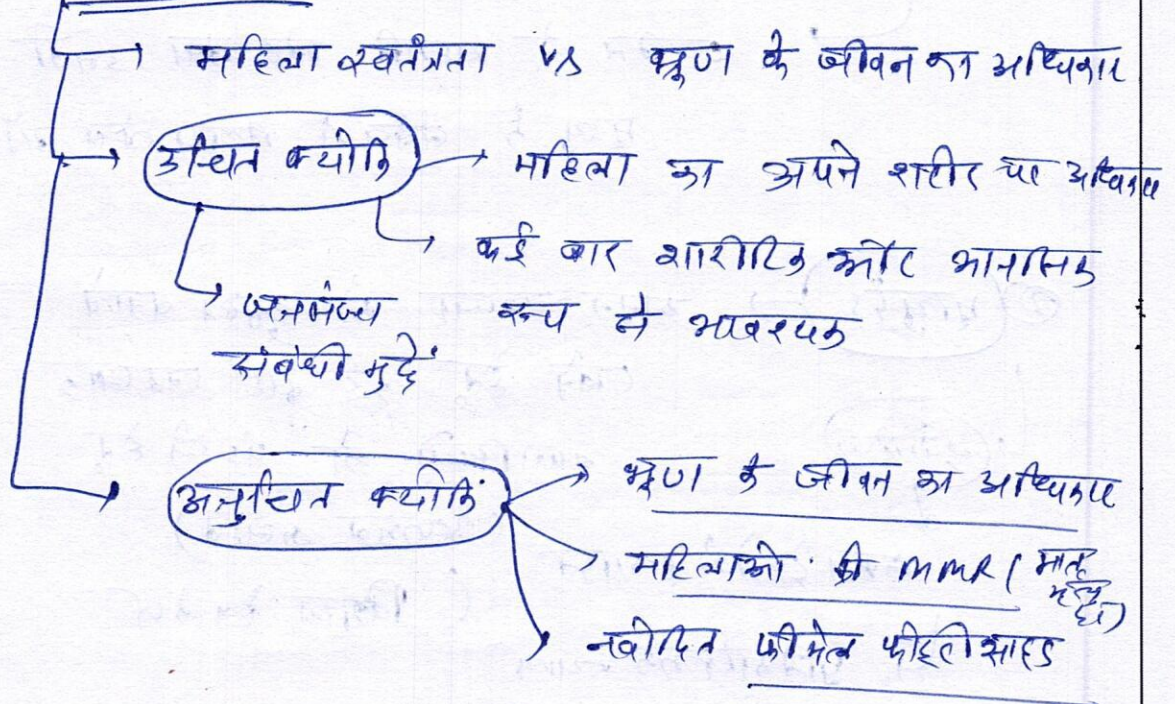 → महिला स्वतंत्रता vs भ्रूण के जीवन का अधिकार
→ उचित क्योंकि → महिला का अपने शरीर पर अधिकार
→ कई बार शारीरिक और मानसिक
रूप से आवश्यक
→ जनसंख्या
संबंधी मुद्दें
→ अनुचित क्योंकिं → भ्रूण के जीवन का अधिकार
→ महिलाओं की MMR (मातृ
मृत्यु
दर)
→ फीमेल फीटीसाइड